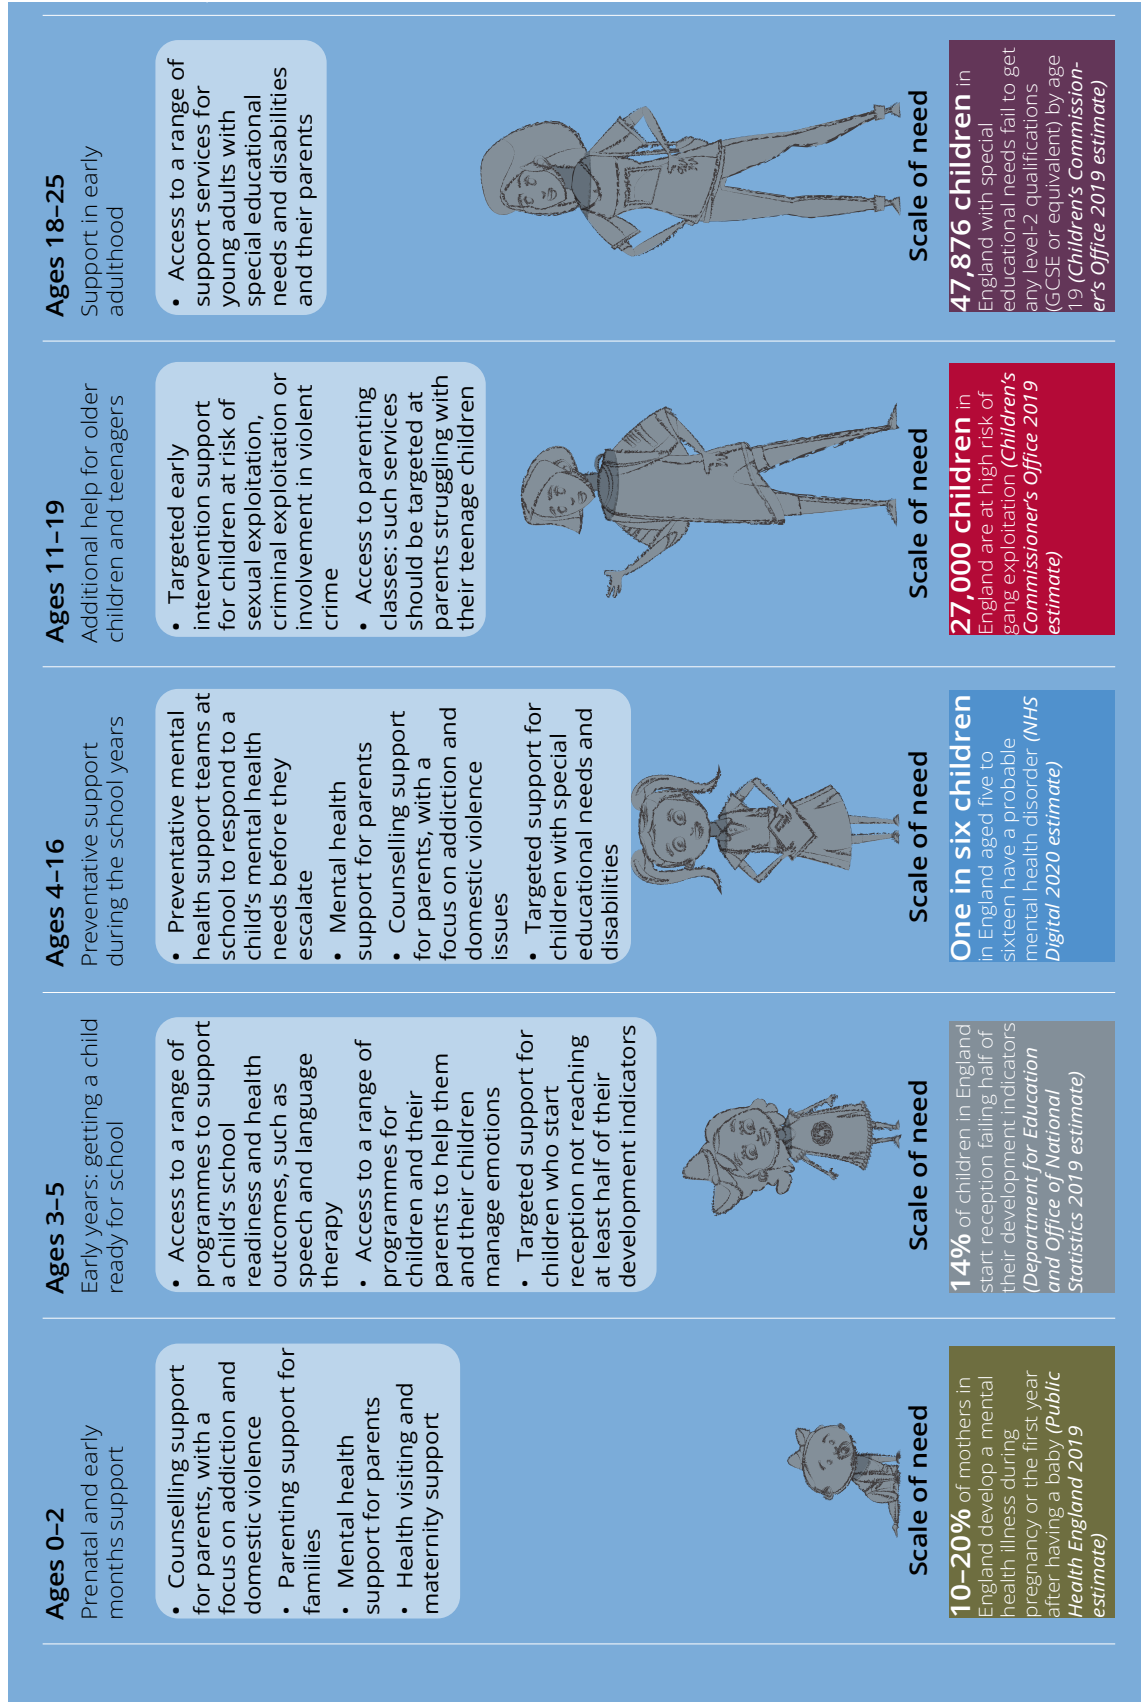 Ages 0–2
Prenatal and early
months support
• Counselling support
for parents, with a
focus on addiction and
domestic violence
• Parenting support for
families
• Mental health
support for parents
• Health visiting and
maternity support
Scale of need
10–20% of mothers in
England develop a mental
health illness during
pregnancy or the first year
after having a baby (Public
Health England 2019
estimate)
Ages 3–5
Early years: getting a child
ready for school
• Access to a range of
programmes to support
a child's school
readiness and health
outcomes, such as
speech and language
therapy
• Access to a range of
programmes for
children and their
parents to help them
and their children
manage emotions
• Targeted support for
children who start
reception not reaching
at least half of their
development indicators
Scale of need
14% of children in England
start reception failing half of
their development indicators
(Department for Education
and Office of National
Statistics 2019 estimate)
Ages 4–16
Preventative support
during the school years
• Preventative mental
health support teams at
school to respond to a
child's mental health
needs before they
escalate
• Mental health
support for parents
• Counselling support
for parents, with a
focus on addiction and
domestic violence
issues
• Targeted support for
children with special
educational needs and
disabilities
Scale of need
One in six children
in England aged five to
sixteen have a probable
mental health disorder (NHS
Digital 2020 estimate)
Ages 11–19
Additional help for older
children and teenagers
• Targeted early
intervention support
for children at risk of
sexual exploitation,
criminal exploitation or
involvement in violent
crime
• Access to parenting
classes: such services
should be targeted at
parents struggling with
their teenage children
Scale of need
27,000 children in
England are at high risk of
gang exploitation (Children's
Commissioner's Office 2019
estimate)
Ages 18–25
Support in early
adulthood
• Access to a range of
support services for
young adults with
special educational
needs and disabilities
and their parents
Scale of need
47,876 children in
England with special
educational needs fail to get
any level-2 qualifications
(GCSE or equivalent) by age
19 (Children's Commission-
er's Office 2019 estimate)